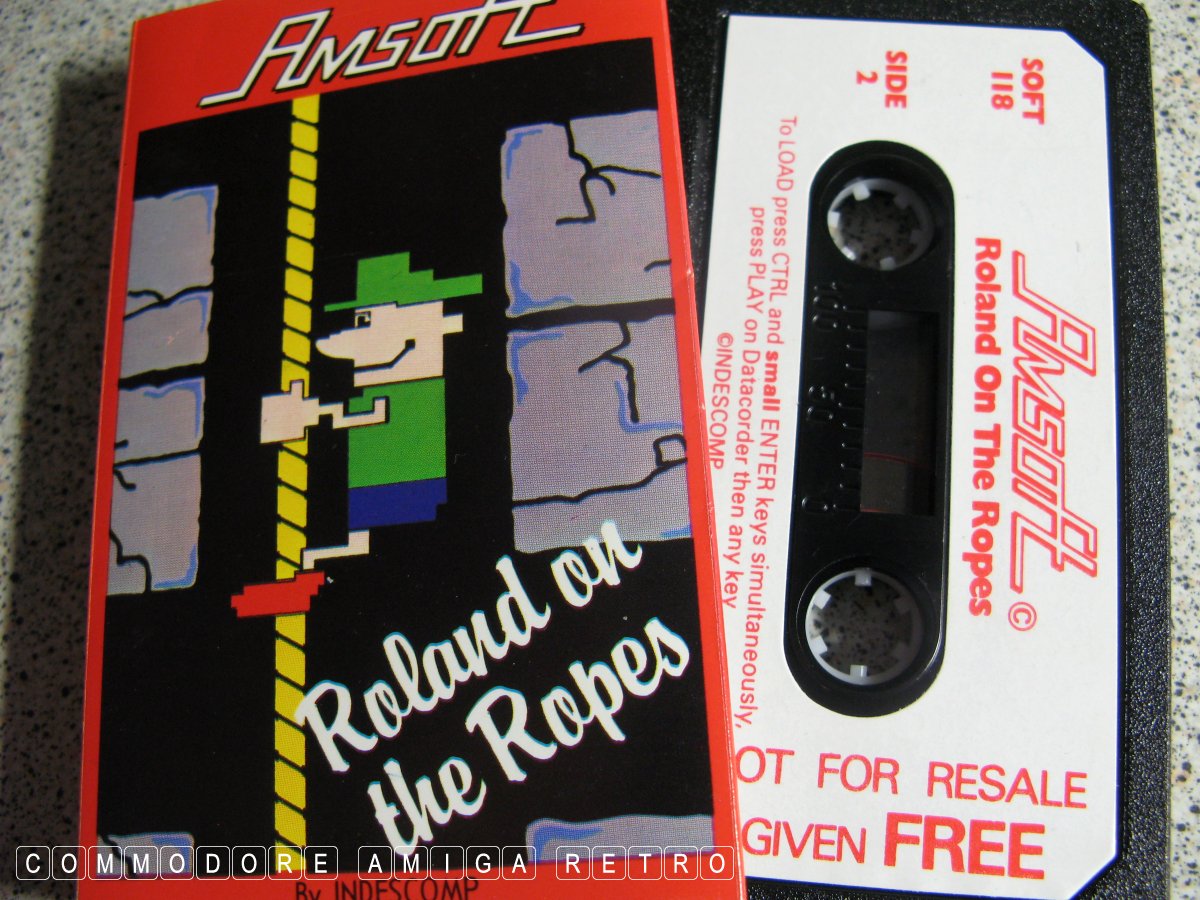 Amsoft
Roland on
the Ropes
By INDESCOMP
SOFT
118
SIDE
2
Amsoft ©
Roland On The Ropes
To LOAD press CTRL and small ENTER keys simultaneously,
press PLAY on Datacorder then any key
©INDESCOMP
OT FOR RESALE
GIVEN FREE
COMMODORE AMIGA RETRO